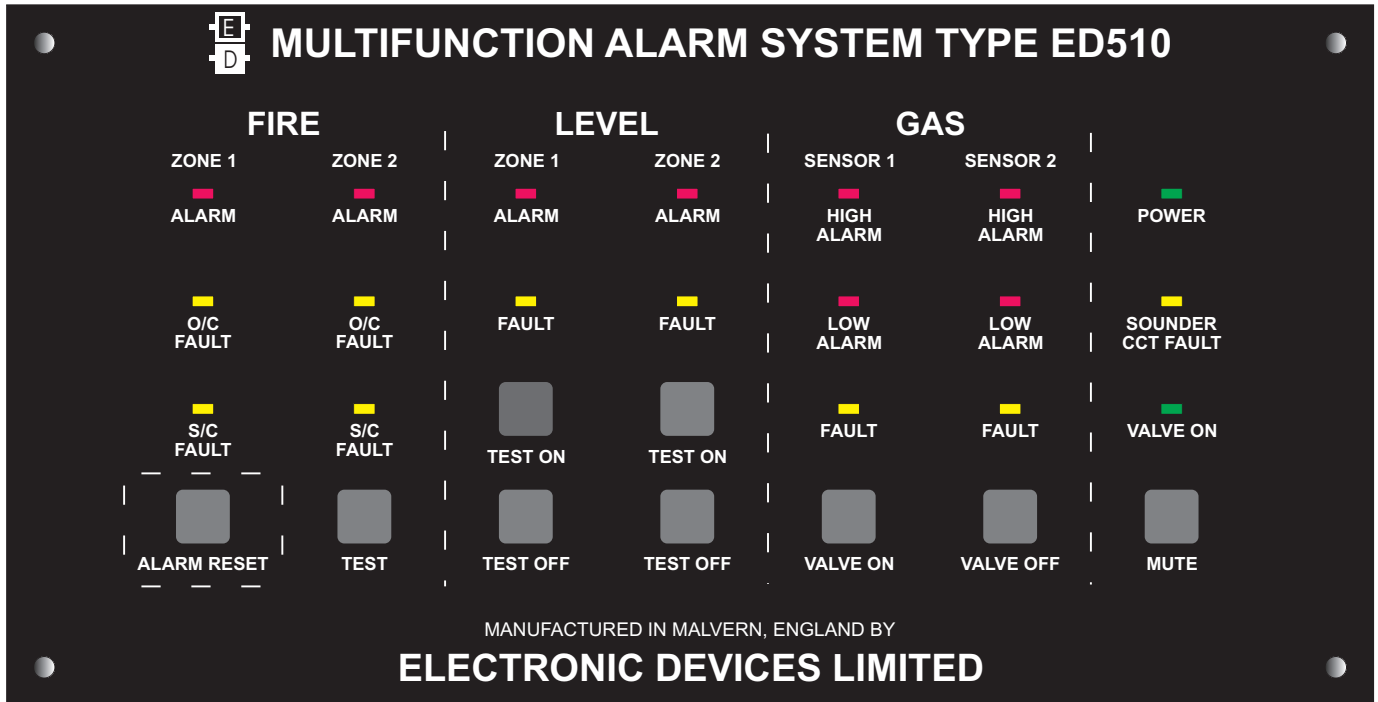 E
D
MULTIFUNCTION ALARM SYSTEM TYPE ED510
FIRE LEVEL GAS
ZONE 1 ZONE 2 ZONE 1 ZONE 2 SENSOR 1 SENSOR 2
ALARM ALARM ALARM ALARM HIGH HIGH POWER
ALARM ALARM
O/C O/C FAULT FAULT LOW LOW SOUNDER
FAULT FAULT ALARM ALARM CCT FAULT
S/C S/C FAULT FAULT VALVE ON
FAULT FAULT TEST ON TEST ON
ALARM RESET TEST TEST OFF TEST OFF VALVE ON VALVE OFF MUTE
MANUFACTURED IN MALVERN, ENGLAND BY
ELECTRONIC DEVICES LIMITED